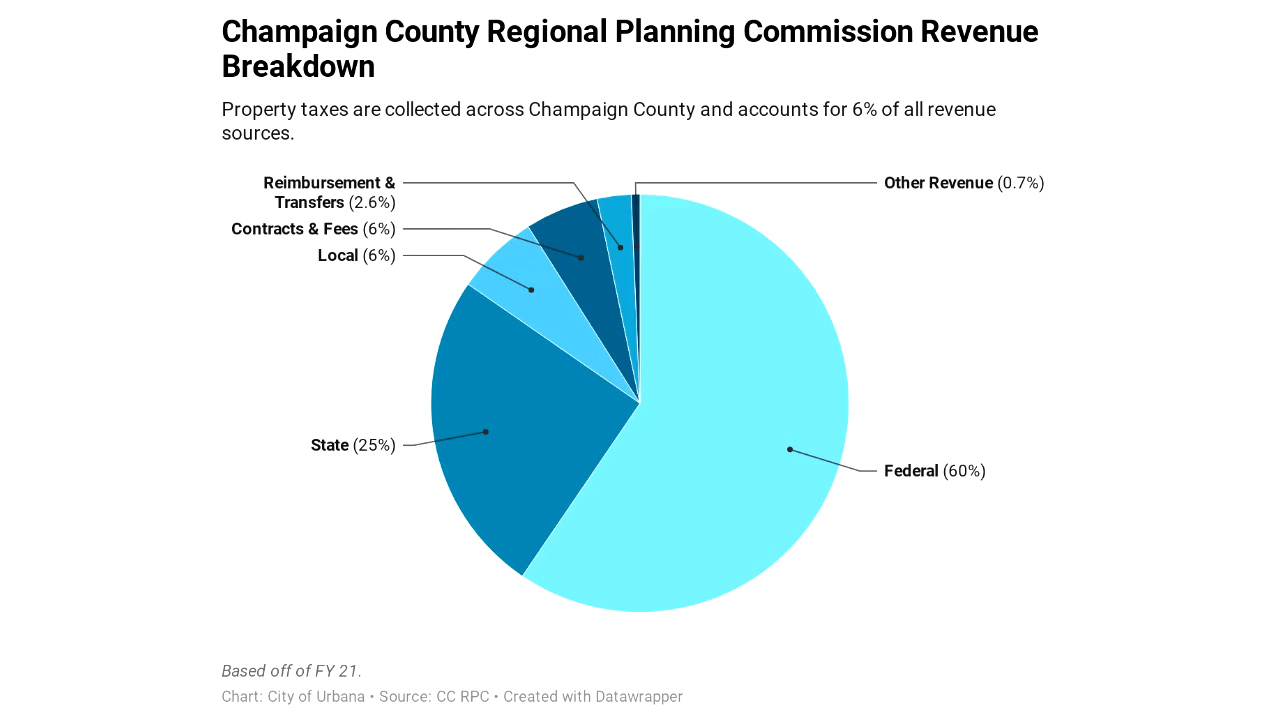 Champaign County Regional Planning Commission Revenue
Breakdown
Property taxes are collected across Champaign County and accounts for 6% of all revenue
sources.
Reimbursement &
Transfers (2.6%)
Other Revenue (0.7%)
Contracts & Fees (6%)
Local (6%)
State (25%)
Federal (60%)
Based off of FY 21.
Chart: City of Urbana • Source: CC RPC • Created with Datawrapper